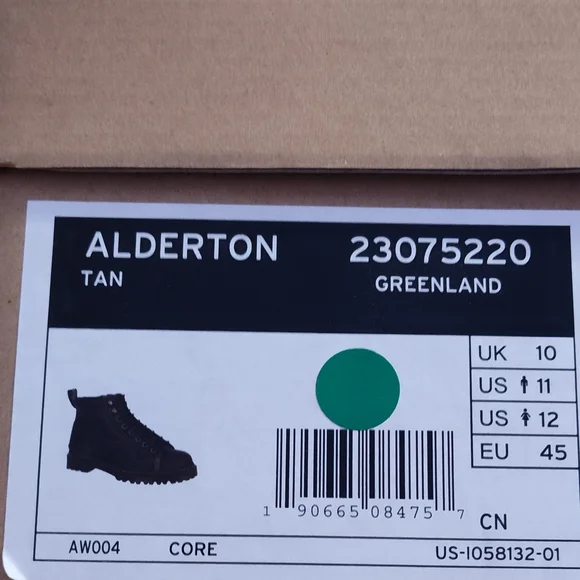 ALDERTON 23075220
TAN GREENLAND
UK 10
US 11
US 12
EU 45
1 90665 08475 7
CN
AW004 CORE US-I058132-01